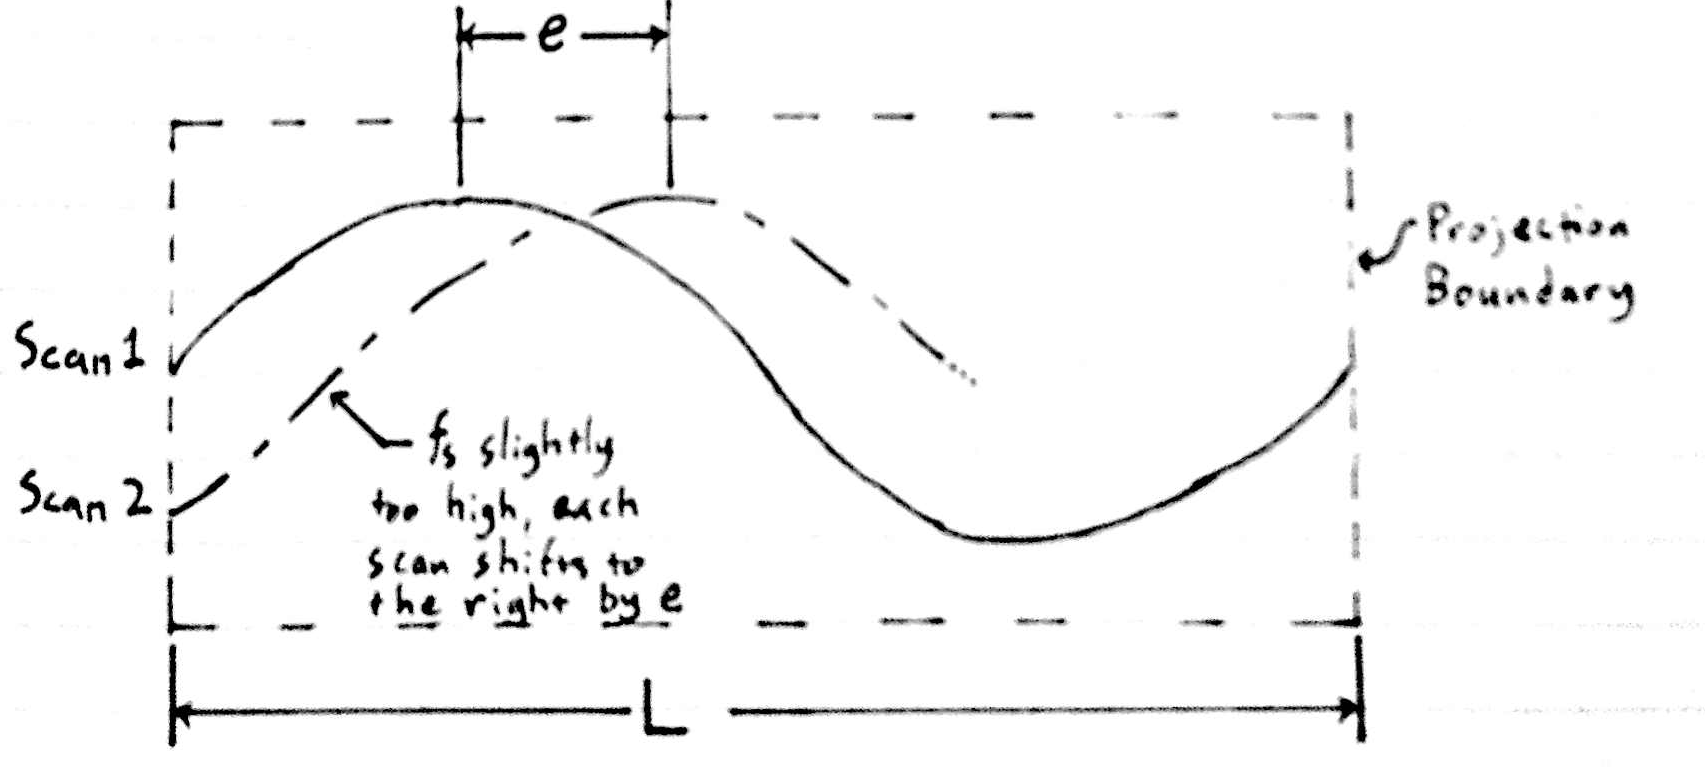 e
Projection
Boundary
Scan 1
Scan 2
fs slightly
too high, each
scan shifts to
the right by e
L